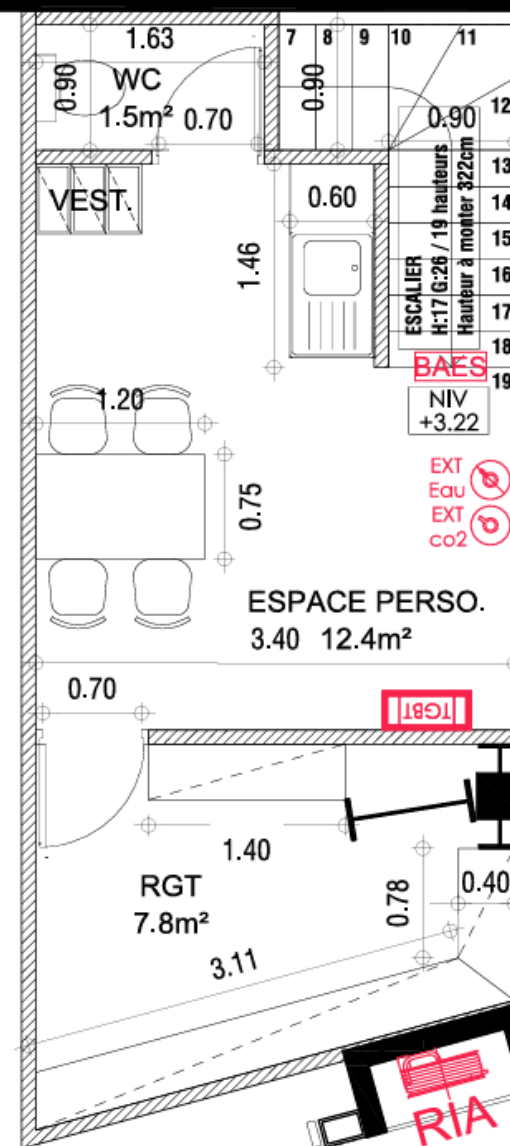 1.63
7
8
9
10
11
WC
0.90
1.5m²
0.70
0.90
0.90
12
VEST.
0.60
1.46
ESCALIER
H:17 G:26 / 19 hauteurs
Hauteur à monter 322cm
13
14
15
16
17
18
19
BAES
NIV
+3.22
1.20
EXT
Eau
EXT
co2
0.75
ESPACE PERSO.
3.40 12.4m²
0.70
TGBT
1.40
RGT
7.8m²
0.78
0.40
3.11
RIA